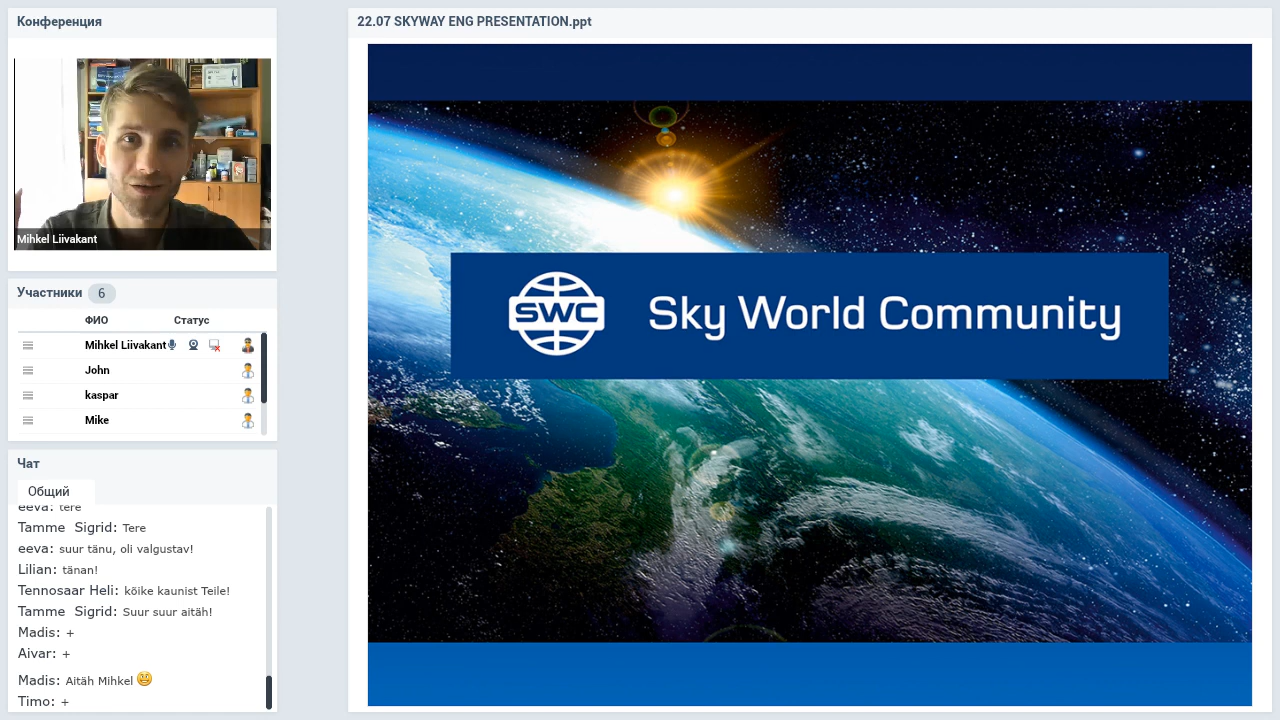 Конференция
Mihkel Liivakant
Участники 6
ФИО Статус
Mihkel Liivakant
John
kaspar
Mike
Чат
Общий
eeva: tere
Tamme Sigrid: Tere
eeva: suur tänu, oli valgustav!
Lilian: tänan!
Tennosaar Heli: kõike kaunist Teile!
Tamme Sigrid: Suur suur aitäh!
Madis: +
Aivar: +
Madis: Aitäh Mihkel
Timo: +
22.07 SKYWAY ENG PRESENTATION.ppt
SWC Sky World Community